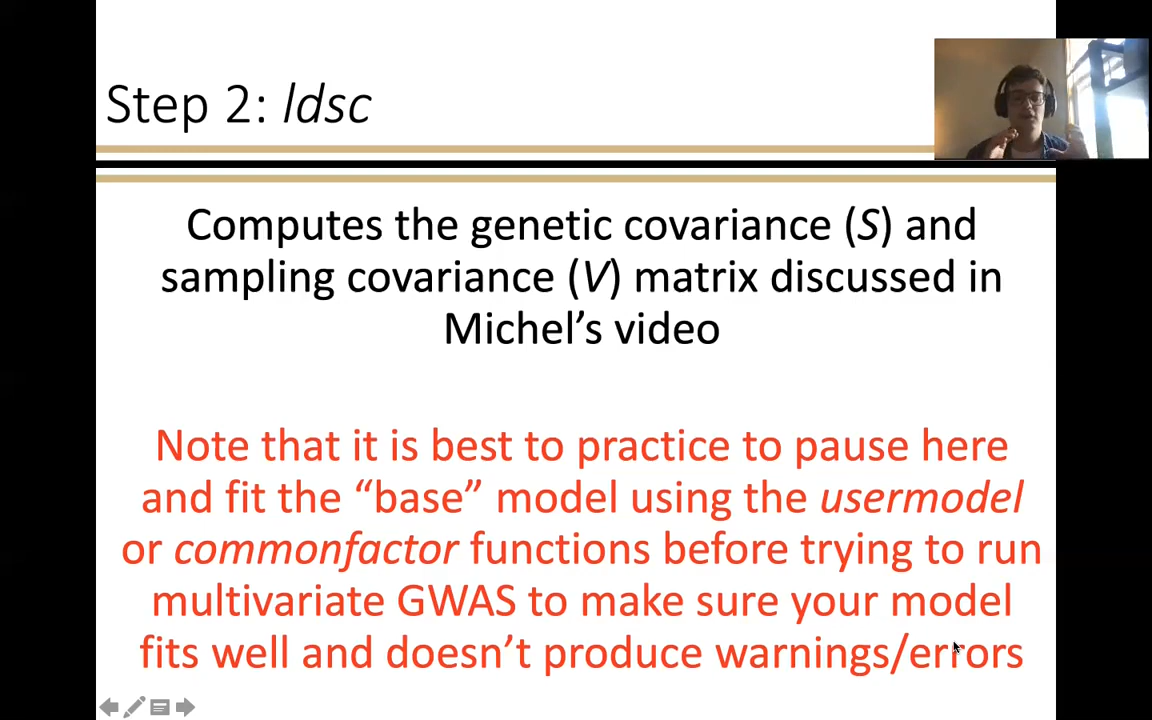 Step 2: ldsc
Computes the genetic covariance (S) and
sampling covariance (V) matrix discussed in
Michel’s video
Note that it is best to practice to pause here
and fit the “base” model using the usermodel
or commonfactor functions before trying to run
multivariate GWAS to make sure your model
fits well and doesn’t produce warnings/errors